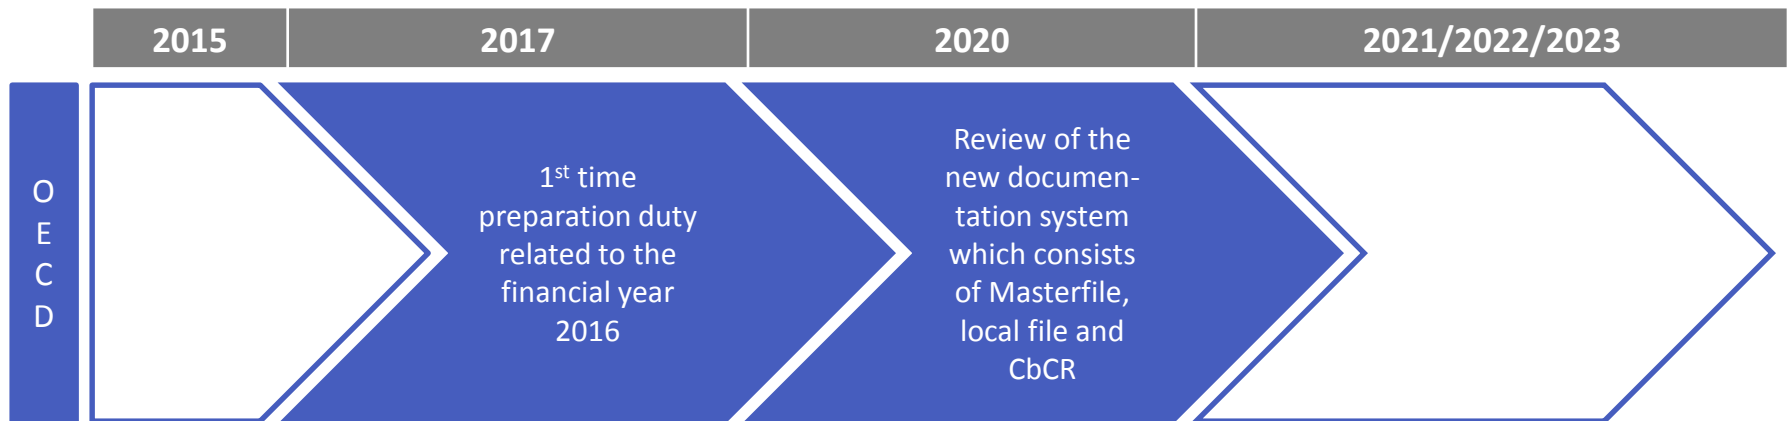 2015
2017
2020
2021/2022/2023
O
E
C
D
1st time
preparation duty
related to the
financial year
2016
Review of the
new documen-
tation system
which consists
of Masterfile,
local file and
CbCR